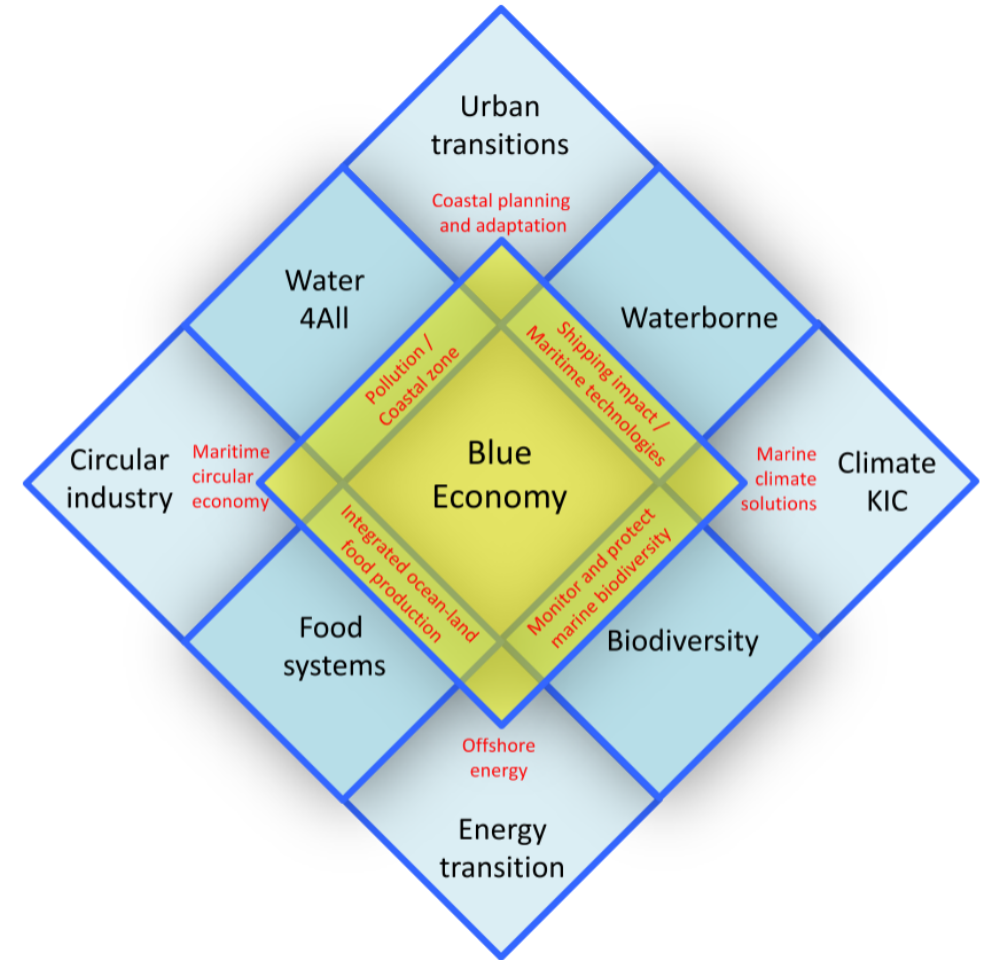 Urban
transitions
Coastal planning
and adaptation
Water
4All
Waterborne
Pollution /
Coastal zone
Shipping impact /
Maritime technologies
Circular
industry
Maritime
circular
economy
Blue
Economy
Marine
climate
solutions
Climate
KIC
Integrated ocean-land
food production
Monitor and protect
marine biodiversity
Food
systems
Biodiversity
Offshore
energy
Energy
transition